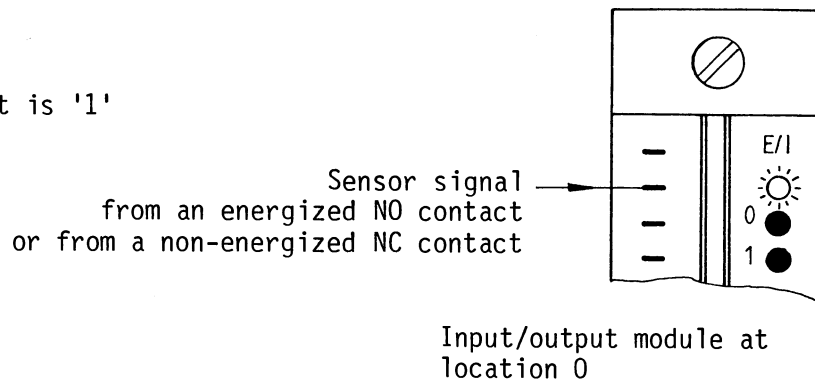 t is '1'
E/I
Sensor signal
from an energized NO contact
0
or from a non-energized NC contact
1
Input/output module at
location 0